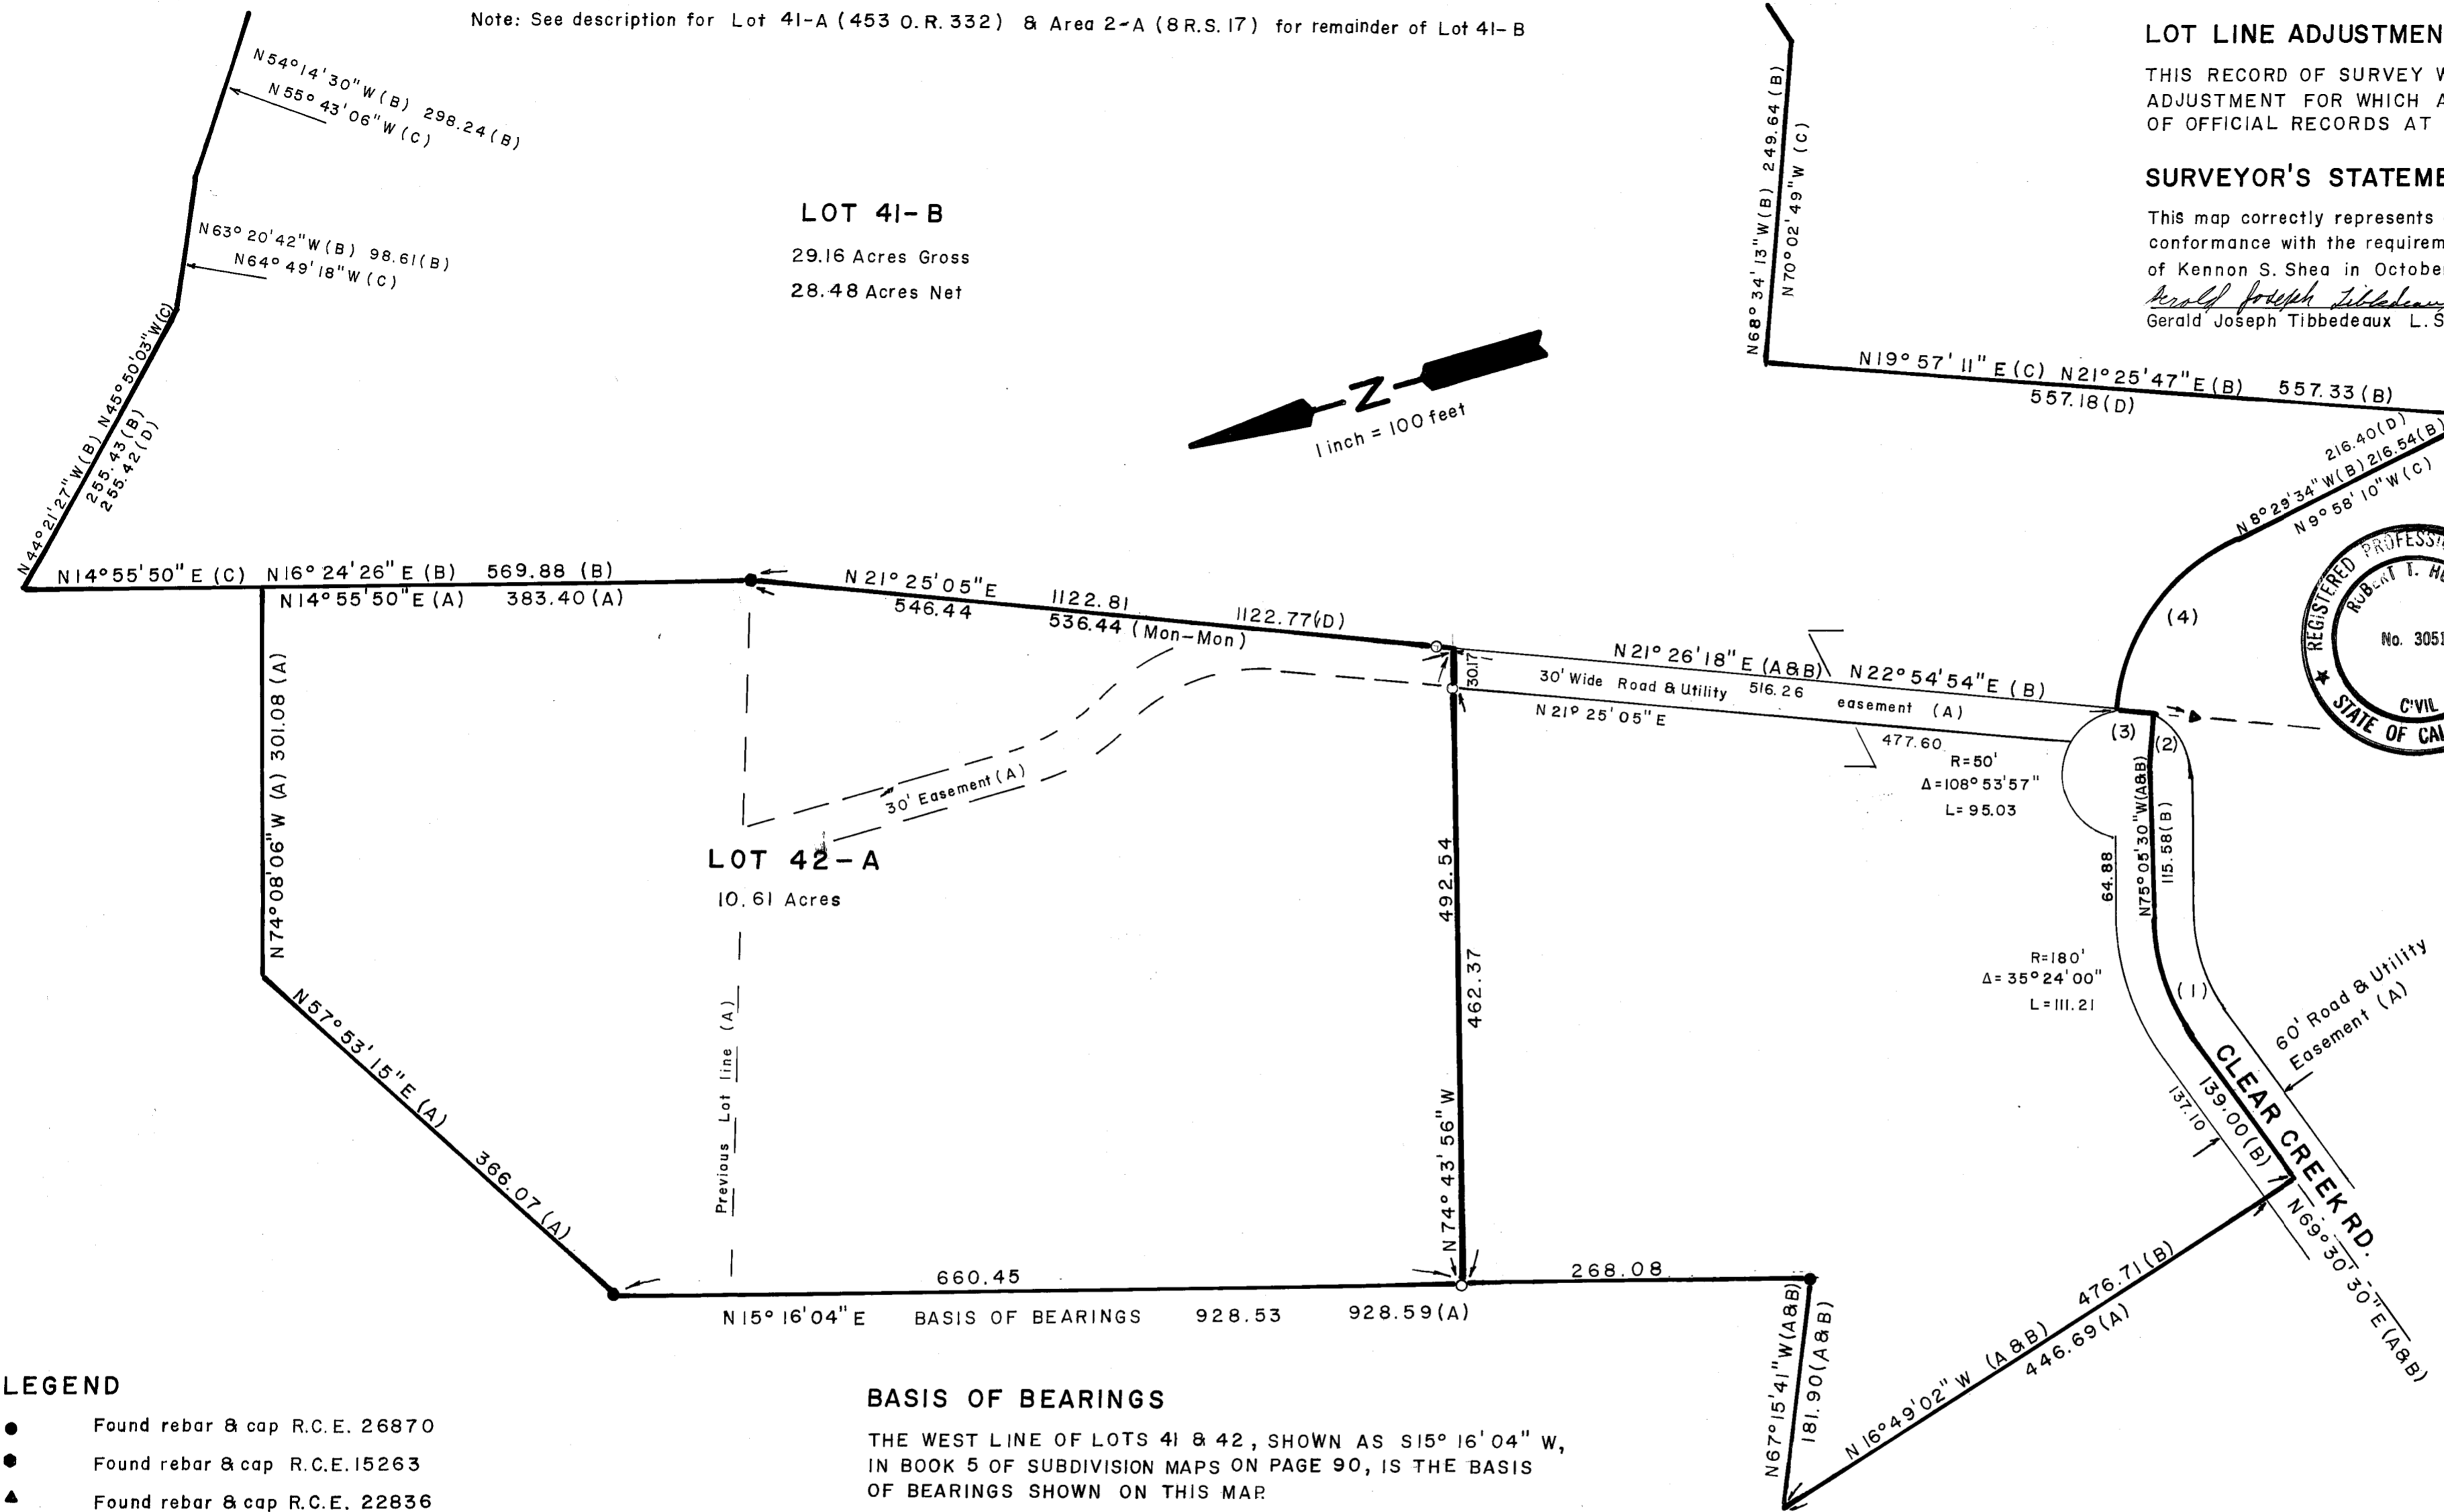 Note: See description for Lot 41-A (453 O.R. 332) & Area 2-A (8 R.S. 17) for remainder of Lot 41-B
LOT LINE ADJUSTMEN
THIS RECORD OF SURVEY
ADJUSTMENT FOR WHICH A
OF OFFICIAL RECORDS AT
SURVEYOR'S STATEME
This map correctly represents
conformance with the requirem
of Kennon S. Shea in Octobe
Gerald Joseph Tibbedeaux L. S
N54°14'30"W (B) 298.24 (B)
N55°43'06"W (C)
N63°20'42"W (B) 98.61 (B)
N64°49'18"W (C)
N44°21'27"W (B) N45°50'03"W (C)
255.43 (B)
255.42 (D)
LOT 41-B
29.16 Acres Gross
28.48 Acres Net
N68°34'13"W (B) 249.64 (B)
N70°02'49"W (C)
N19°57'11"E (C) N21°25'47"E (B) 557.33 (B)
557.18 (D)
Z
1 inch = 100 feet
216.40 (D)
N8°29'34"W (B) 216.54 (B)
N9°58'10"W (C)
REGISTERED PROFESSI
ROBERT T. H
No. 3051
CIVIL
STATE OF CAL
N14°55'50"E (C) N16°24'26"E (B) 569.88 (B)
N14°55'50"E (A) 383.40 (A)
N21°25'05"E 1122.81 1122.77 (D)
546.44 536.44 (Mon-Mon)
(4)
30.17
N21°26'18"E (A&B) N22°54'54"E (B)
30' Wide Road & Utility 516.26 easement (A)
N21°25'05"E
477.60
(3)
(2)
R=50'
Δ=108°53'57"
L=95.03
N74°08'06"W (A) 301.08 (A)
30' Easement (A)
LOT 42-A
10.61 Acres
492.54
462.37
N74°43'56"W
64.88
N75°05'30"W (A&B)
115.58 (B)
R=180'
Δ=35°24'00"
L=111.21
(1)
60' Road & Utility
Easement (A)
CLEAR CREEK RD.
139.00 (B)
137.10
N69°30'30"E (A&B)
N57°53'15"E (A)
366.07 (A)
Previous Lot line (A)
660.45
268.08
N15°16'04"E BASIS OF BEARINGS 928.53 928.59 (A)
N67°15'41"W (A&B)
181.90 (A&B)
N16°49'02"W (A&B) 476.71 (B)
446.69 (A)
LEGEND
Found rebar & cap R.C.E. 26870
Found rebar & cap R.C.E. 15263
Found rebar & cap R.C.E. 22836
BASIS OF BEARINGS
THE WEST LINE OF LOTS 41 & 42, SHOWN AS S15°16'04" W,
IN BOOK 5 OF SUBDIVISION MAPS ON PAGE 90, IS THE BASIS
OF BEARINGS SHOWN ON THIS MAP.